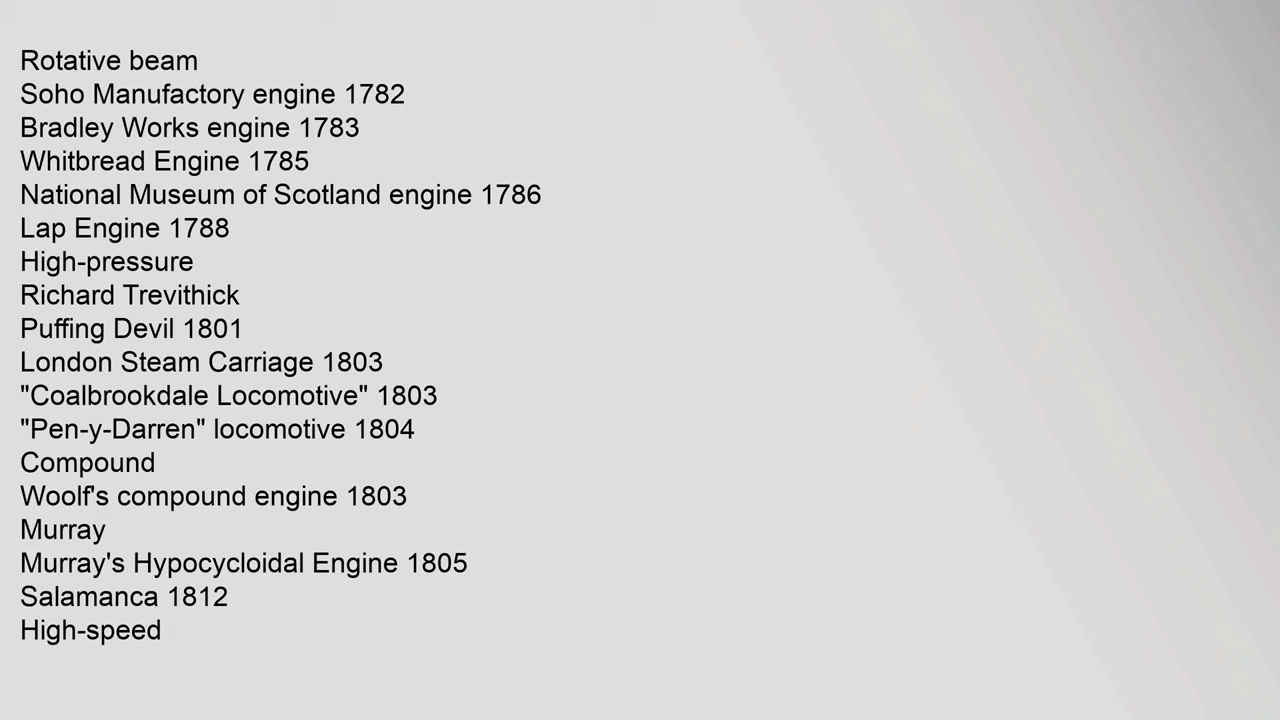 Rotative beam
Soho Manufactory engine 1782
Bradley Works engine 1783
Whitbread Engine 1785
National Museum of Scotland engine 1786
Lap Engine 1788
High-pressure
Richard Trevithick
Puffing Devil 1801
London Steam Carriage 1803
"Coalbrookdale Locomotive" 1803
"Pen-y-Darren" locomotive 1804
Compound
Woolf's compound engine 1803
Murray
Murray's Hypocycloidal Engine 1805
Salamanca 1812
High-speed